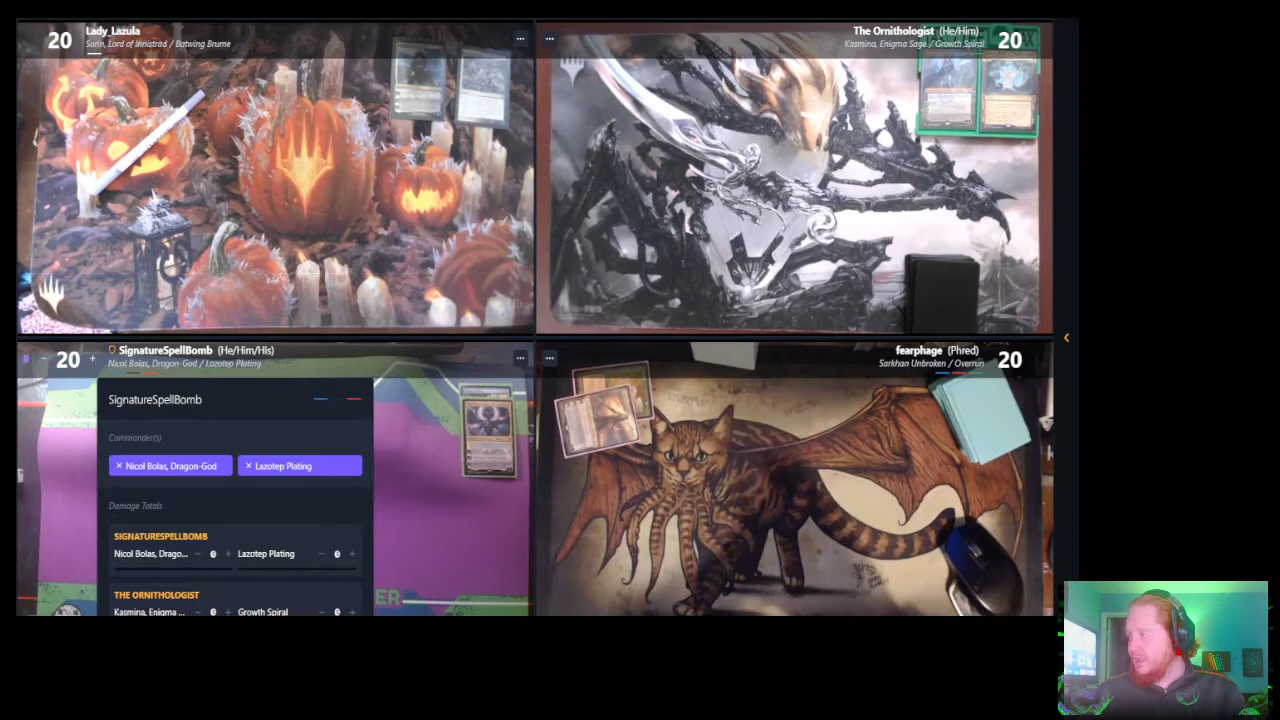 20
Lady_Lazula
Sorin, Lord of Innistrad / Batwing Brume
The Ornithologist (He/Him)
Kasmina, Enigma Sage / Growth Spiral
20
20
SignatureSpellBomb (He/Him/His)
Nicol Bolas, Dragon-God / Lazotep Plating
fearphage (Phred)
Sarkhan Unbroken / Overrun
20
SignatureSpellBomb
Commander(s)
× Nicol Bolas, Dragon-God
× Lazotep Plating
Damage Totals
SIGNATURESPELLBOMB
Nicol Bolas, Drago... − 0 +
Lazotep Plating − 0 +
THE ORNITHOLOGIST
Kasmina, Enigma ... − 0 +
Growth Spiral − 0 +
ER